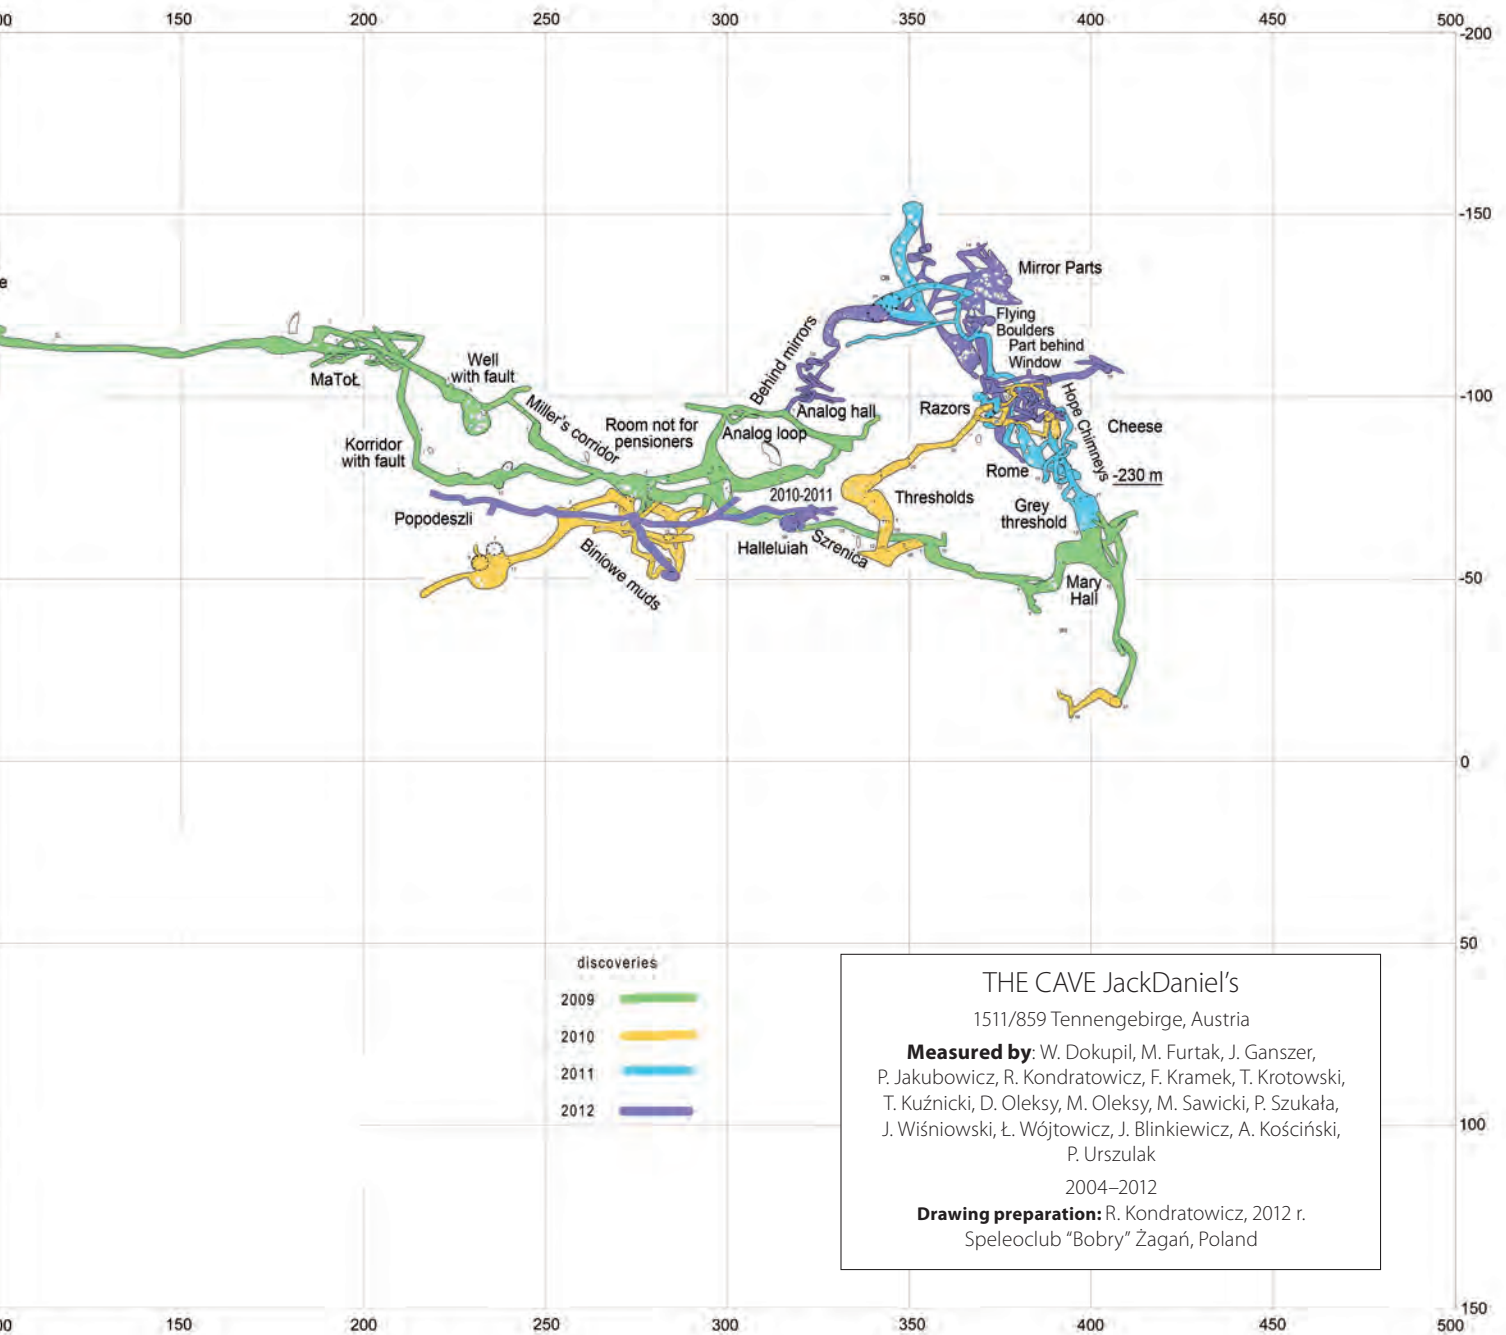 150 200 250 300 350 400 450 500
-200
-150
Mirror Parts
e
Flying
Boulders
Part behind
Window
Behind mirrors
Well
with fault
MaToŁ
-100
Miller's corridor
Room not for
pensioners
Analog hall
Analog loop
Razors
Hope Chimneys
Cheese
Korridor
with fault
Rome
-230 m
2010-2011
Thresholds
Grey
threshold
Popodeszli
Halleluiah
Szrenica
Biniowe muds
-50
Mary
Hall
0
50
discoveries
2009
2010
2011
2012
THE CAVE JackDaniel's
1511/859 Tennengebirge, Austria
Measured by: W. Dokupil, M. Furtak, J. Ganszer,
P. Jakubowicz, R. Kondratowicz, F. Kramek, T. Krotowski,
T. Kuźnicki, D. Oleksy, M. Oleksy, M. Sawicki, P. Szukała,
J. Wiśniowski, Ł. Wójtowicz, J. Blinkiewicz, A. Kościński,
P. Urszulak
2004–2012
Drawing preparation: R. Kondratowicz, 2012 r.
Speleoclub "Bobry" Żagań, Poland
100
150
150 200 250 300 350 400 450 500